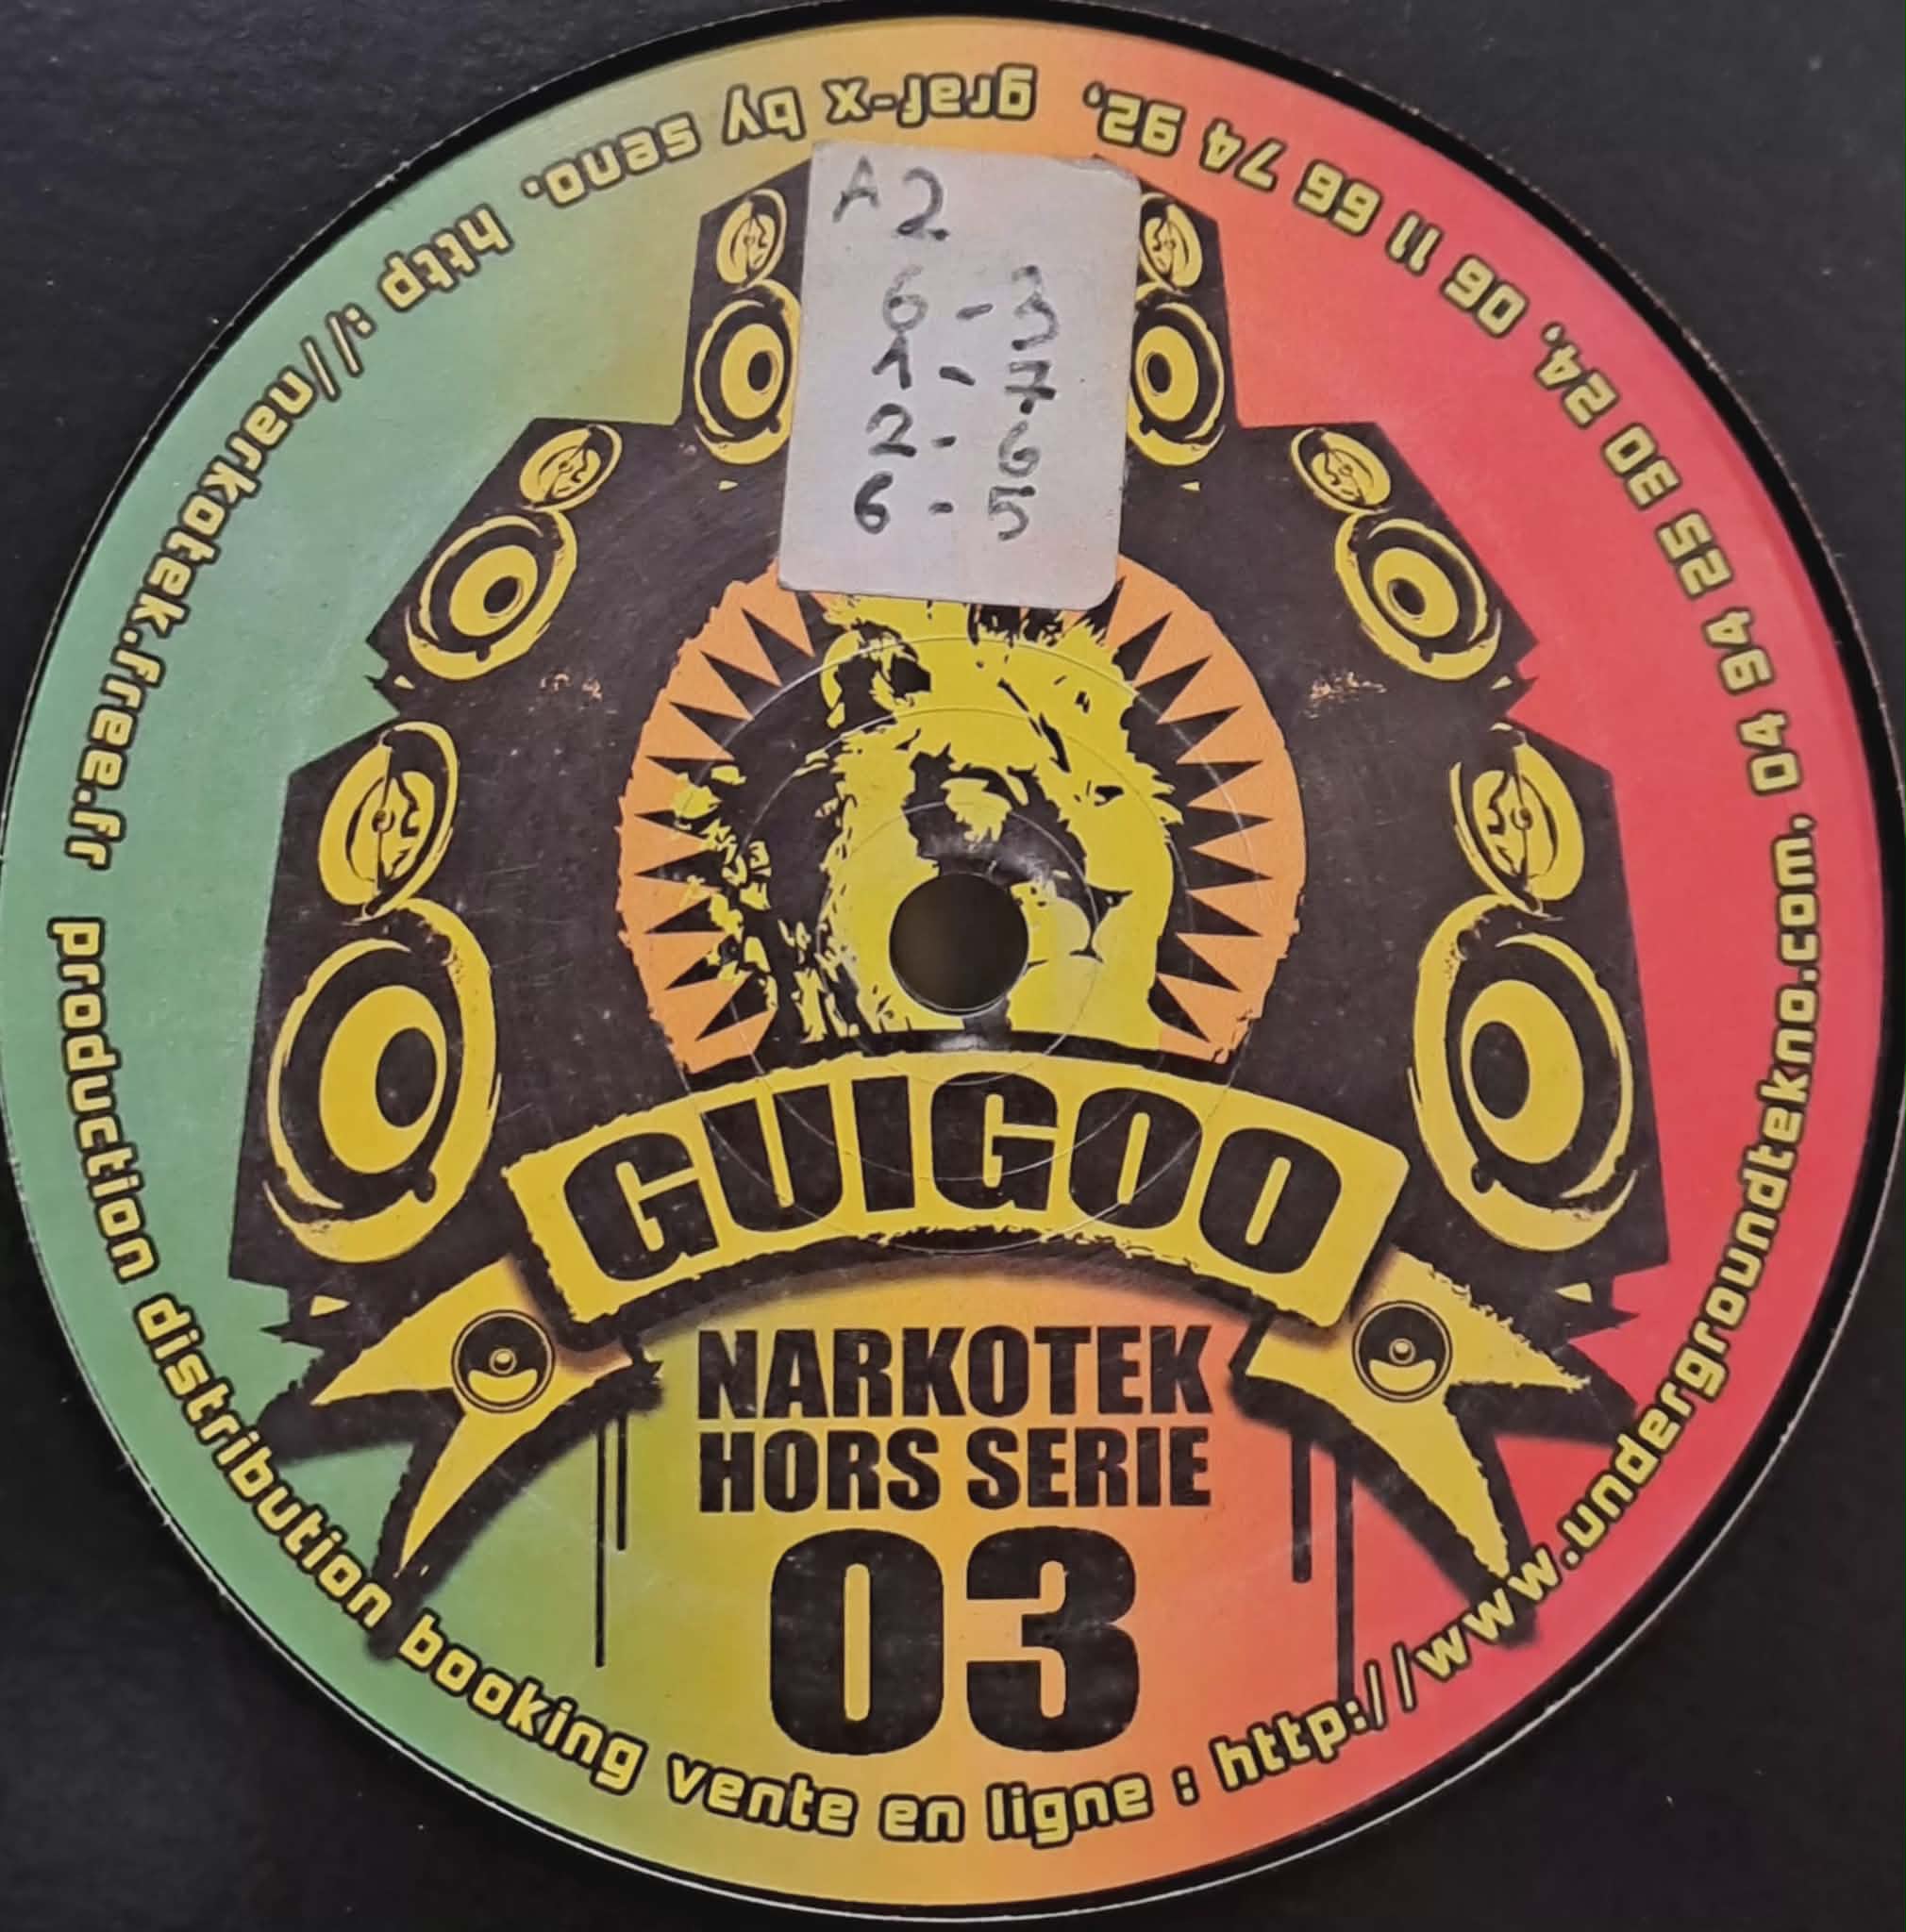 A2
6 - 3
1 - 7
2 - 6
6 - 5
GUIGOO
NARKOTEK
HORS SERIE
03
http ://narkotek.free.fr production distribution booking vente en ligne : http://www.undergroundtekno.com, 04 94 25 30 24, 06 11 66 74 92, graf-x by seno.